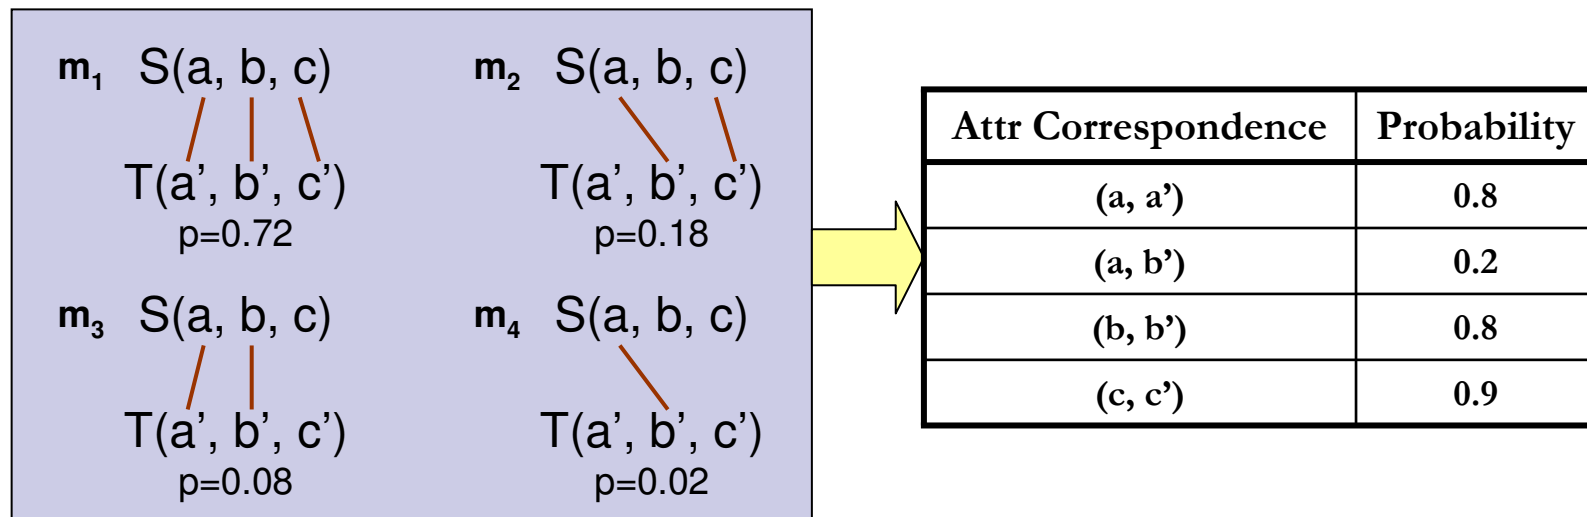 m₁ S(a, b, c)
T(a’, b’, c’)
p=0.72
m₂ S(a, b, c)
T(a’, b’, c’)
p=0.18
m₃ S(a, b, c)
T(a’, b’, c’)
p=0.08
m₄ S(a, b, c)
T(a’, b’, c’)
p=0.02
Attr Correspondence Probability
(a, a’) 0.8
(a, b’) 0.2
(b, b’) 0.8
(c, c’) 0.9